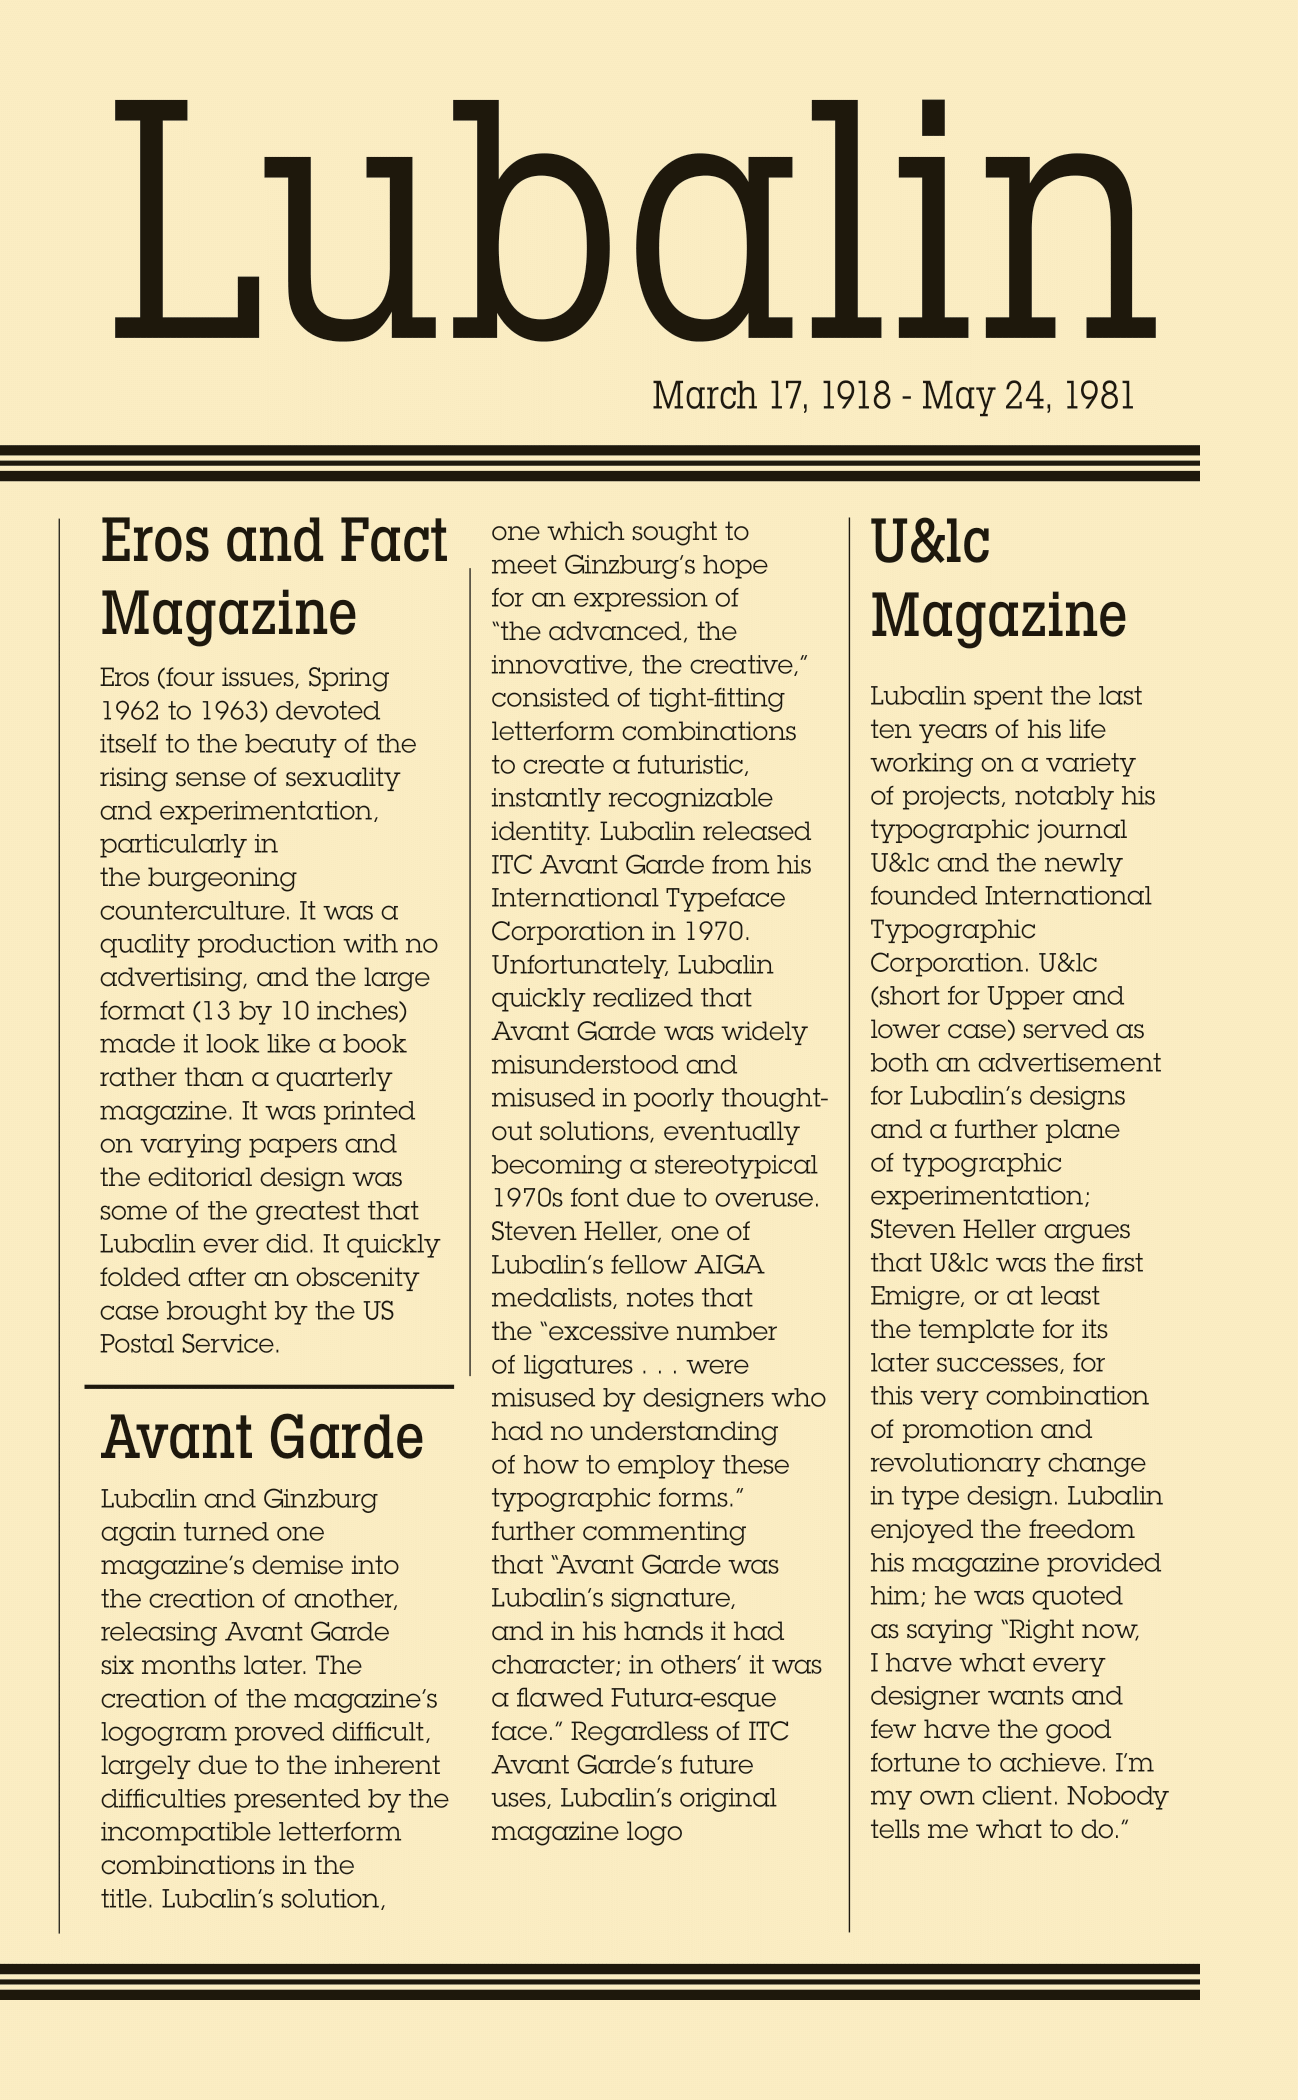 Lubalin
March 17, 1918 - May 24, 1981
Eros and Fact
Magazine
Eros (four issues, Spring
1962 to 1963) devoted
itself to the beauty of the
rising sense of sexuality
and experimentation,
particularly in
the burgeoning
counterculture. It was a
quality production with no
advertising, and the large
format (13 by 10 inches)
made it look like a book
rather than a quarterly
magazine. It was printed
on varying papers and
the editorial design was
some of the greatest that
Lubalin ever did. It quickly
folded after an obscenity
case brought by the US
Postal Service.
Avant Garde
Lubalin and Ginzburg
again turned one
magazine’s demise into
the creation of another,
releasing Avant Garde
six months later. The
creation of the magazine’s
logogram proved difficult,
largely due to the inherent
difficulties presented by the
incompatible letterform
combinations in the
title. Lubalin’s solution,
one which sought to
meet Ginzburg’s hope
for an expression of
“the advanced, the
innovative, the creative,”
consisted of tight-fitting
letterform combinations
to create a futuristic,
instantly recognizable
identity. Lubalin released
ITC Avant Garde from his
International Typeface
Corporation in 1970.
Unfortunately, Lubalin
quickly realized that
Avant Garde was widely
misunderstood and
misused in poorly thought-
out solutions, eventually
becoming a stereotypical
1970s font due to overuse.
Steven Heller, one of
Lubalin’s fellow AIGA
medalists, notes that
the “excessive number
of ligatures . . . were
misused by designers who
had no understanding
of how to employ these
typographic forms.”
further commenting
that “Avant Garde was
Lubalin’s signature,
and in his hands it had
character; in others’ it was
a flawed Futura-esque
face.” Regardless of ITC
Avant Garde’s future
uses, Lubalin’s original
magazine logo
U&lc
Magazine
Lubalin spent the last
ten years of his life
working on a variety
of projects, notably his
typographic journal
U&lc and the newly
founded International
Typographic
Corporation. U&lc
(short for Upper and
lower case) served as
both an advertisement
for Lubalin’s designs
and a further plane
of typographic
experimentation;
Steven Heller argues
that U&lc was the first
Emigre, or at least
the template for its
later successes, for
this very combination
of promotion and
revolutionary change
in type design. Lubalin
enjoyed the freedom
his magazine provided
him; he was quoted
as saying “Right now,
I have what every
designer wants and
few have the good
fortune to achieve. I’m
my own client. Nobody
tells me what to do.”